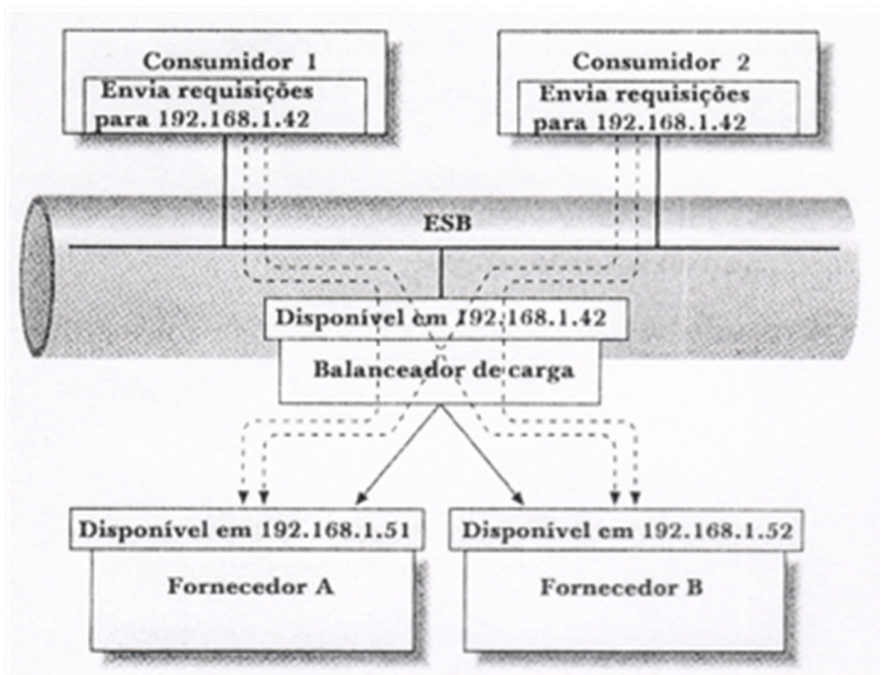 Consumidor 1
Envia requisições
para 192.168.1.42
Consumidor 2
Envia requisições
para 192.168.1.42
ESB
Disponível em 192.168.1.42
Balanceador de carga
Disponível em 192.168.1.51
Fornecedor A
Disponível em 192.168.1.52
Fornecedor B